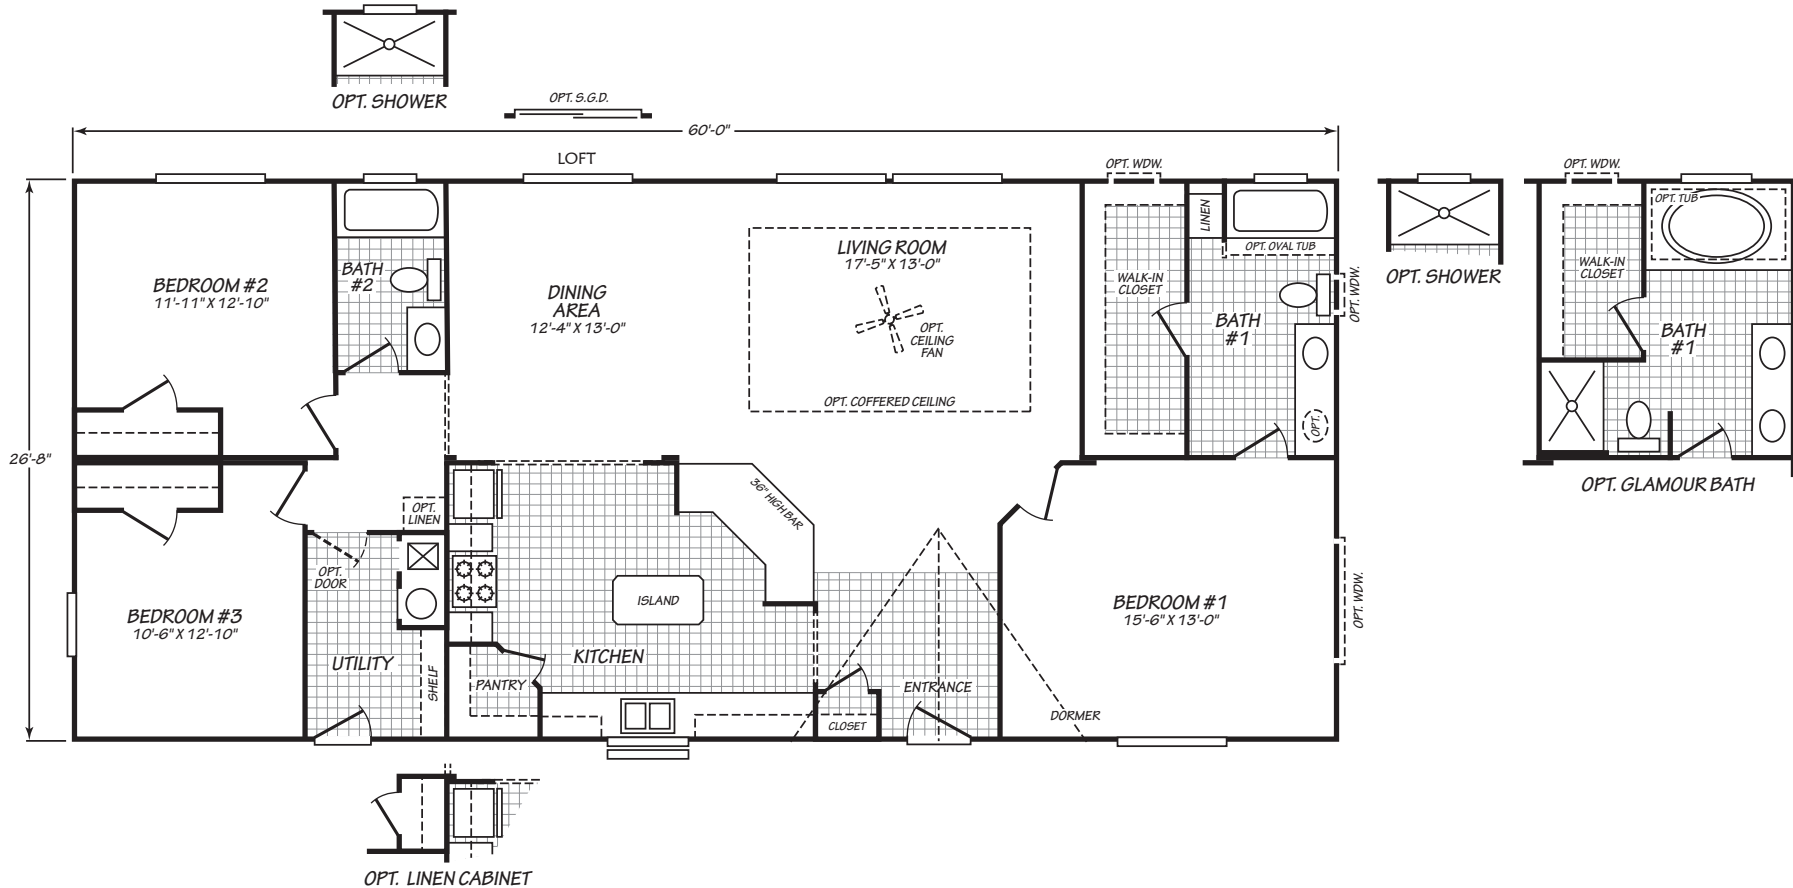 OPT. SHOWER
OPT. S.G.D.
60'-0"
LOFT
26'-8"
BEDROOM #2
11'-11" X 12'-10"
BATH
#2
DINING
AREA
12'-4" X 13'-0"
LIVING ROOM
17'-5" X 13'-0"
OPT.
CEILING
FAN
OPT. COFFERED CEILING
OPT. WDW.
WALK-IN
CLOSET
LINEN
OPT. OVAL TUB
BATH
#1
OPT. WDW.
OPT.
OPT. SHOWER
OPT. WDW.
OPT. TUB
WALK-IN
CLOSET
BATH
#1
OPT. GLAMOUR BATH
BEDROOM #3
10'-6" X 12'-10"
OPT.
LINEN
OPT.
DOOR
UTILITY
SHELF
36" HIGH BAR
ISLAND
KITCHEN
PANTRY
CLOSET
ENTRANCE
DORMER
BEDROOM #1
15'-6" X 13'-0"
OPT. WDW.
OPT. LINEN CABINET